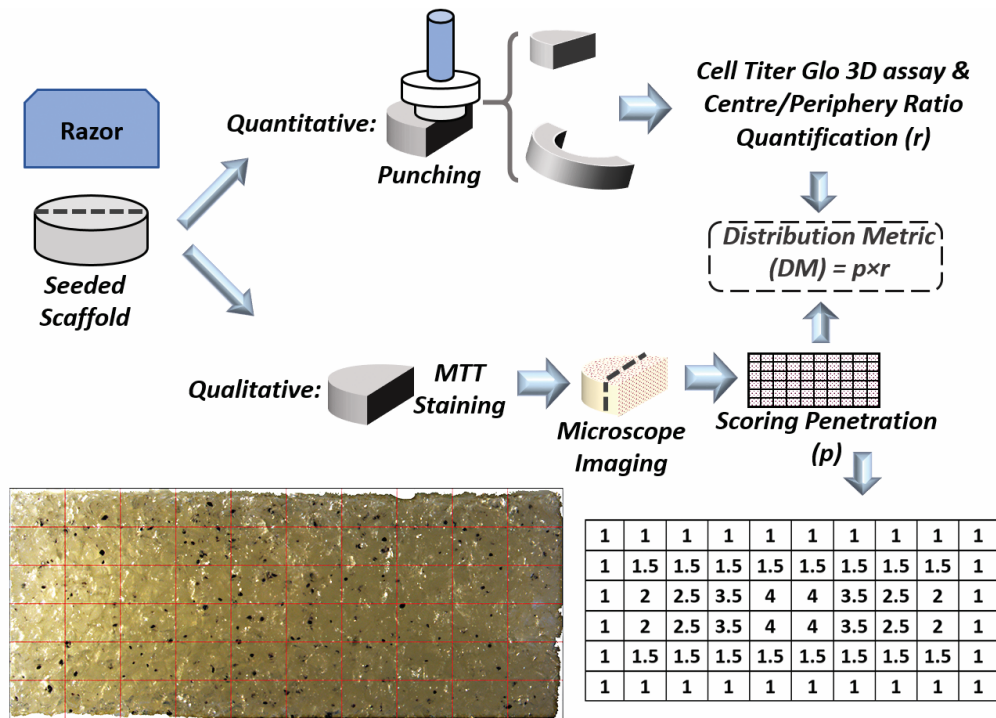 Razor
Seeded
Scaffold
Quantitative:
Punching
Cell Titer Glo 3D assay &
Centre/Periphery Ratio
Quantification (r)
Distribution Metric
(DM) = p×r
Qualitative:
MTT
Staining
Microscope
Imaging
Scoring Penetration
(p)
1 1 1 1 1 1 1 1 1 1
1 1.5 1.5 1.5 1.5 1.5 1.5 1.5 1.5 1
1 2 2.5 3.5 4 4 3.5 2.5 2 1
1 2 2.5 3.5 4 4 3.5 2.5 2 1
1 1.5 1.5 1.5 1.5 1.5 1.5 1.5 1.5 1
1 1 1 1 1 1 1 1 1 1